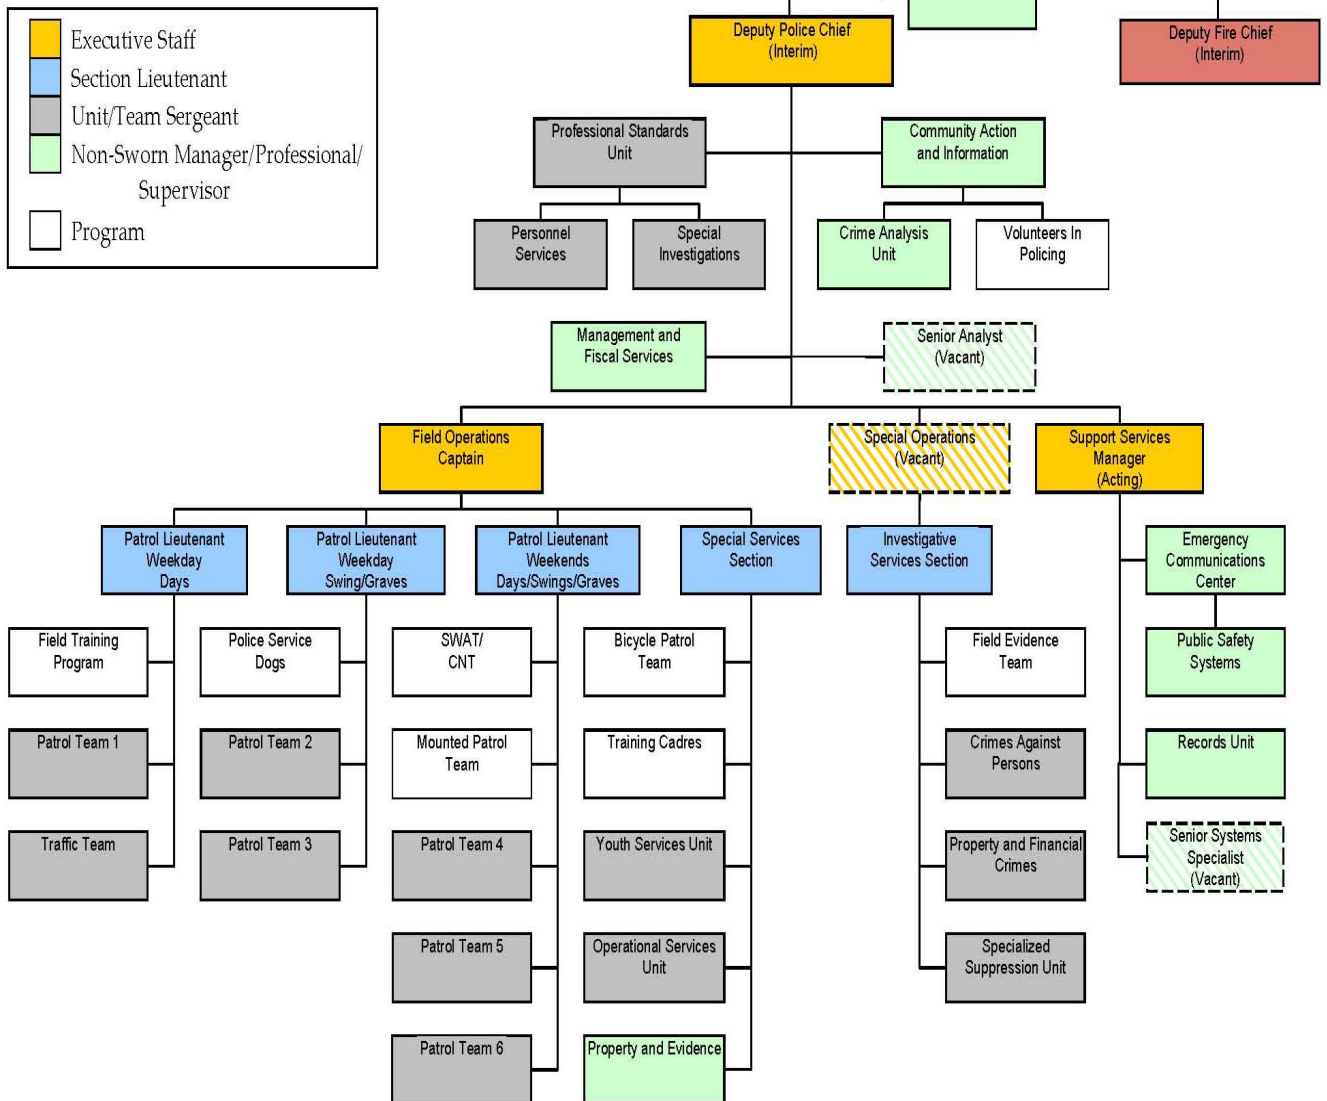 Executive Staff
Section Lieutenant
Unit/Team Sergeant
Non-Sworn Manager/Professional/
Supervisor
Program
Deputy Police Chief
(Interim)
Deputy Fire Chief
(Interim)
Professional Standards
Unit
Community Action
and Information
Personnel
Services
Special
Investigations
Crime Analysis
Unit
Volunteers In
Policing
Management and
Fiscal Services
Senior Analyst
(Vacant)
Field Operations
Captain
Special Operations
(Vacant)
Support Services
Manager
(Acting)
Patrol Lieutenant
Weekday
Days
Patrol Lieutenant
Weekday
Swing/Graves
Patrol Lieutenant
Weekends
Days/Swings/Graves
Special Services
Section
Investigative
Services Section
Emergency
Communications
Center
Field Training
Program
Police Service
Dogs
SWAT/
CNT
Bicycle Patrol
Team
Field Evidence
Team
Public Safety
Systems
Patrol Team 1
Patrol Team 2
Mounted Patrol
Team
Training Cadres
Crimes Against
Persons
Records Unit
Traffic Team
Patrol Team 3
Patrol Team 4
Youth Services Unit
Property and Financial
Crimes
Senior Systems
Specialist
(Vacant)
Patrol Team 5
Operational Services
Unit
Specialized
Suppression Unit
Patrol Team 6
Property and Evidence